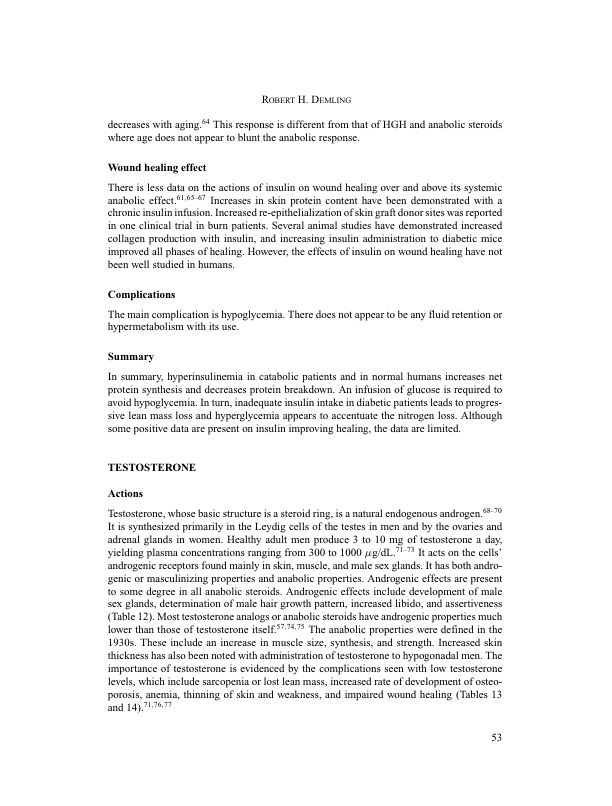 ROBERT H. DEMLING
decreases with aging.64 This response is different from that of HGH and anabolic steroids
where age does not appear to blunt the anabolic response.
Wound healing effect
There is less data on the actions of insulin on wound healing over and above its systemic
anabolic effect.61,65–67 Increases in skin protein content have been demonstrated with a
chronic insulin infusion. Increased re-epithelialization of skin graft donor sites was reported
in one clinical trial in burn patients. Several animal studies have demonstrated increased
collagen production with insulin, and increasing insulin administration to diabetic mice
improved all phases of healing. However, the effects of insulin on wound healing have not
been well studied in humans.
Complications
The main complication is hypoglycemia. There does not appear to be any fluid retention or
hypermetabolism with its use.
Summary
In summary, hyperinsulinemia in catabolic patients and in normal humans increases net
protein synthesis and decreases protein breakdown. An infusion of glucose is required to
avoid hypoglycemia. In turn, inadequate insulin intake in diabetic patients leads to progres-
sive lean mass loss and hyperglycemia appears to accentuate the nitrogen loss. Although
some positive data are present on insulin improving healing, the data are limited.
TESTOSTERONE
Actions
Testosterone, whose basic structure is a steroid ring, is a natural endogenous androgen.68–70
It is synthesized primarily in the Leydig cells of the testes in men and by the ovaries and
adrenal glands in women. Healthy adult men produce 3 to 10 mg of testosterone a day,
yielding plasma concentrations ranging from 300 to 1000 μg/dL.71–73 It acts on the cells'
androgenic receptors found mainly in skin, muscle, and male sex glands. It has both andro-
genic or masculinizing properties and anabolic properties. Androgenic effects are present
to some degree in all anabolic steroids. Androgenic effects include development of male
sex glands, determination of male hair growth pattern, increased libido, and assertiveness
(Table 12). Most testosterone analogs or anabolic steroids have androgenic properties much
lower than those of testosterone itself.57,74,75 The anabolic properties were defined in the
1930s. These include an increase in muscle size, synthesis, and strength. Increased skin
thickness has also been noted with administration of testosterone to hypogonadal men. The
importance of testosterone is evidenced by the complications seen with low testosterone
levels, which include sarcopenia or lost lean mass, increased rate of development of osteo-
porosis, anemia, thinning of skin and weakness, and impaired wound healing (Tables 13
and 14).71,76,77
53